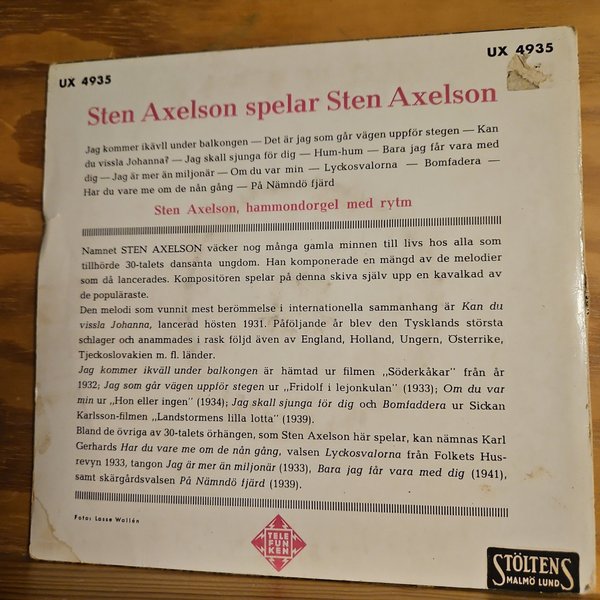 UX 4935
UX 4935
Sten Axelson spelar Sten Axelson
Jag kommer ikävll under balkongen — Det är jag som går vägen uppför stegen — Kan
du vissla Johanna? — Jag skall sjunga för dig — Hum-hum — Bara jag får vara med
dig — Jag är mer än miljonär — Om du var min — Lyckosvalorna — Bomfadera —
Har du vare me om de nån gång — På Nämndö fjärd
Sten Axelson, hammondorgel med rytm
Namnet STEN AXELSON väcker nog många gamla minnen till livs hos alla som
tillhörde 30-talets dansanta ungdom. Han komponerade en mängd av de melodier
som då lancerades. Kompositören spelar på denna skiva själv upp en kavalkad av
de populäraste.
Den melodi som vunnit mest berömmelse i internationella sammanhang är Kan du
vissla Johanna, lancerad hösten 1931. Påföljande år blev den Tysklands största
schlager och anammades i rask följd även av England, Holland, Ungern, Österrike,
Tjeckoslovakien m. fl. länder.
Jag kommer ikväll under balkongen är hämtad ur filmen „Söderkåkar" från år
1932; Jag som går vägen uppför stegen ur „Fridolf i lejonkulan" (1933); Om du var
min ur „Hon eller ingen" (1934); Jag skall sjunga för dig och Bomfaddera ur Sickan
Karlsson-filmen „Landstormens lilla lotta" (1939).
Bland de övriga av 30-talets örhängen, som Sten Axelson här spelar, kan nämnas Karl
Gerhards Har du vare me om de nån gång, valsen Lyckosvalorna från Folkets Hus-
revyn 1933, tangon Jag är mer än miljonär (1933), Bara jag får vara med dig (1941),
samt skärgårdsvalsen På Nämndö fjärd (1939).
Foto: Lasse Wallén
TELE
FUN
KEN
STÖLTENS
MALMÖ LUND